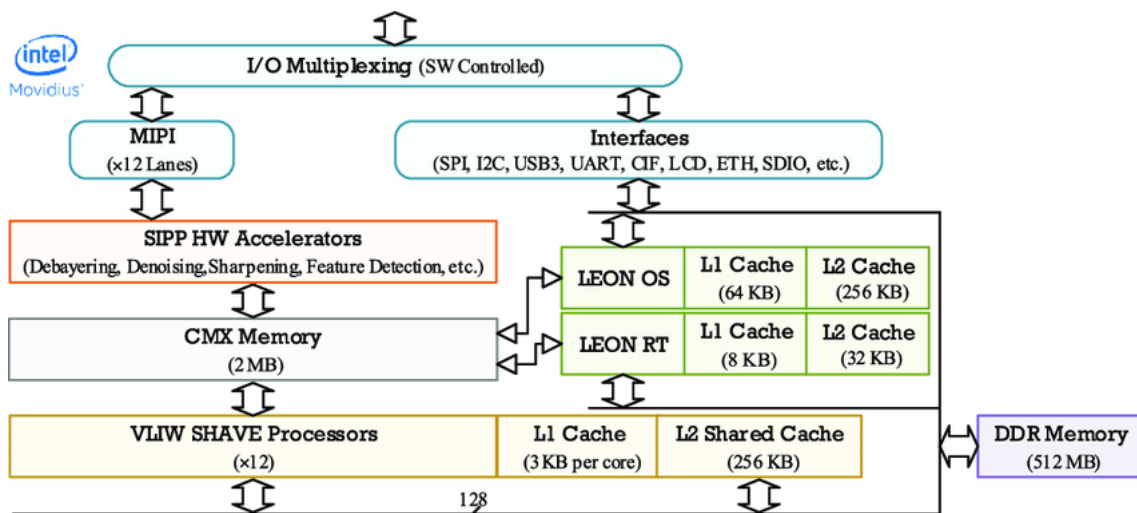 intel
Movidius
I/O Multiplexing (SW Controlled)
MIPI
(×12 Lanes)
Interfaces
(SPI, I2C, USB3, UART, CIF, LCD, ETH, SDIO, etc.)
SIPP HW Accelerators
(Debayering, Denoising,Sharpening, Feature Detection, etc.)
LEON OS
L1 Cache
(64 KB)
L2 Cache
(256 KB)
CMX Memory
(2 MB)
LEON RT
L1 Cache
(8 KB)
L2 Cache
(32 KB)
VLIW SHAVE Processors
(×12)
L1 Cache
(3 KB per core)
L2 Shared Cache
(256 KB)
DDR Memory
(512 MB)
128